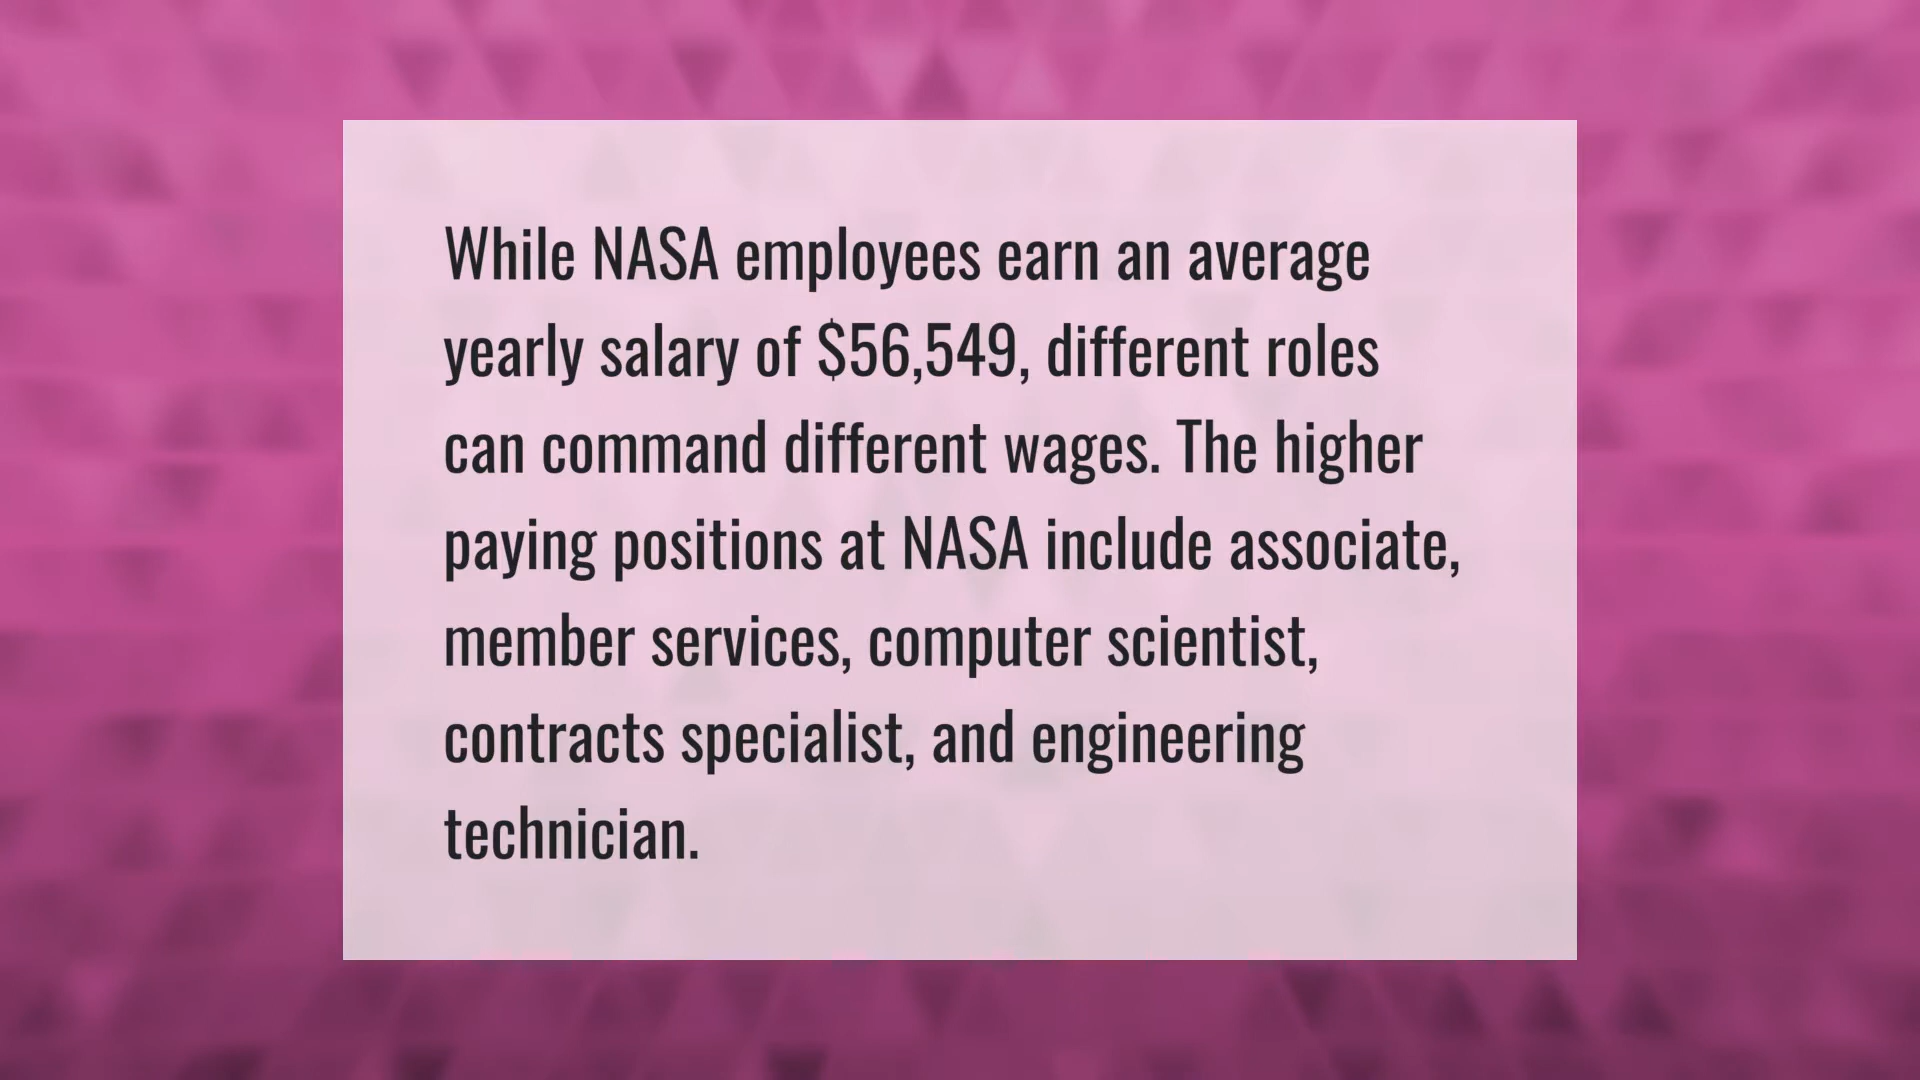 While NASA employees earn an average
yearly salary of $56,549, different roles
can command different wages. The higher
paying positions at NASA include associate,
member services, computer scientist,
contracts specialist, and engineering
technician.